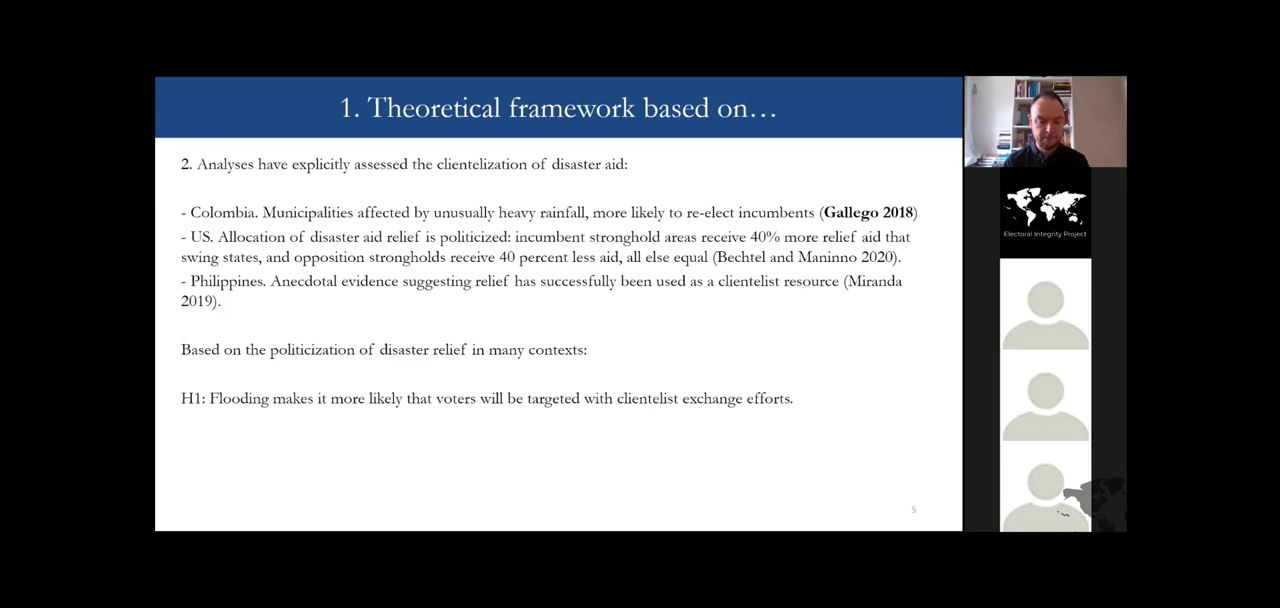 1. Theoretical framework based on…
2. Analyses have explicitly assessed the clientelization of disaster aid:
- Colombia. Municipalities affected by unusually heavy rainfall, more likely to re-elect incumbents (Gallego 2018)
- US. Allocation of disaster aid relief is politicized: incumbent stronghold areas receive 40% more relief aid that
swing states, and opposition strongholds receive 40 percent less aid, all else equal (Bechtel and Maninno 2020).
- Philippines. Anecdotal evidence suggesting relief has successfully been used as a clientelist resource (Miranda
2019).
Based on the politicization of disaster relief in many contexts:
H1: Flooding makes it more likely that voters will be targeted with clientelist exchange efforts.
5
Electoral Integrity Project